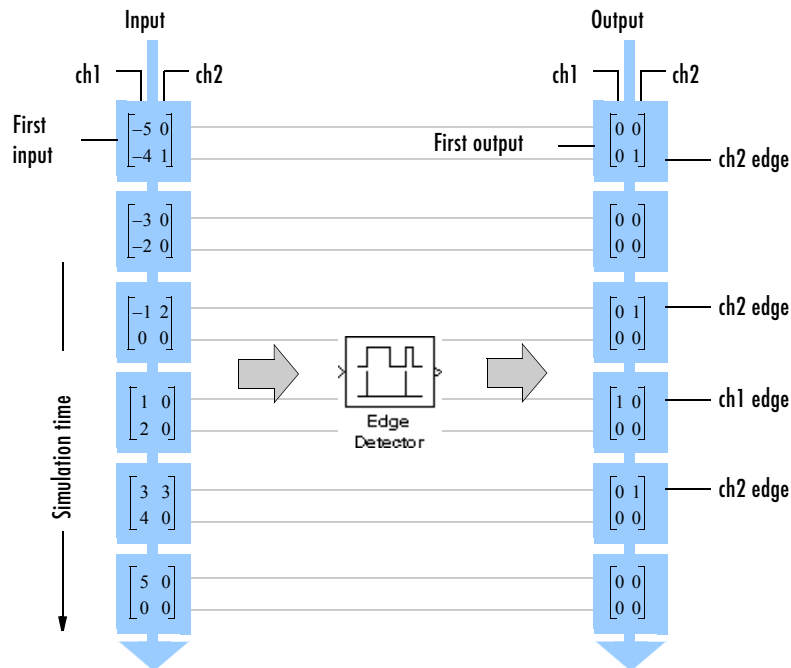 Input Output
ch1 ch2 ch1 ch2
First input
−5 0
−4 1
First output
0 0
0 1
ch2 edge
−3 0
−2 0
0 0
0 0
−1 2
0 0
0 1
0 0
ch2 edge
Simulation time
Edge
Detector
1 0
2 0
1 0
0 0
ch1 edge
3 3
4 0
0 1
0 0
ch2 edge
5 0
0 0
0 0
0 0